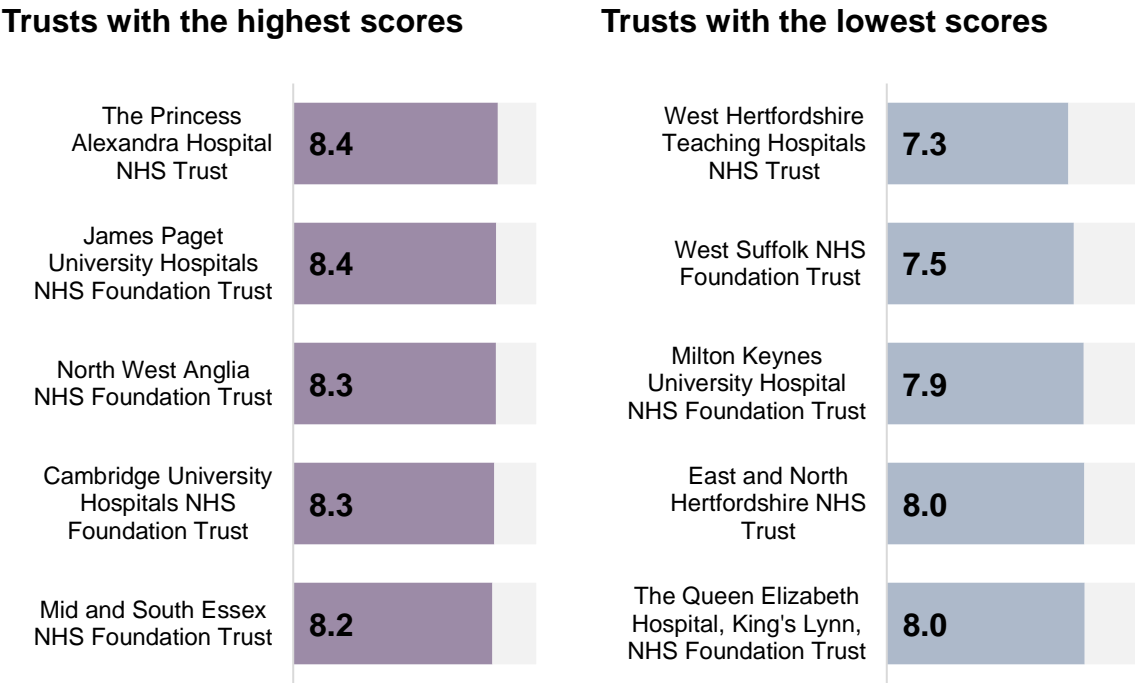 Trusts with the highest scores
The Princess
Alexandra Hospital
NHS Trust
8.4
James Paget
University Hospitals
NHS Foundation Trust
8.4
North West Anglia
NHS Foundation Trust
8.3
Cambridge University
Hospitals NHS
Foundation Trust
8.3
Mid and South Essex
NHS Foundation Trust
8.2
Trusts with the lowest scores
West Hertfordshire
Teaching Hospitals
NHS Trust
7.3
West Suffolk NHS
Foundation Trust
7.5
Milton Keynes
University Hospital
NHS Foundation Trust
7.9
East and North
Hertfordshire NHS
Trust
8.0
The Queen Elizabeth
Hospital, King's Lynn,
NHS Foundation Trust
8.0